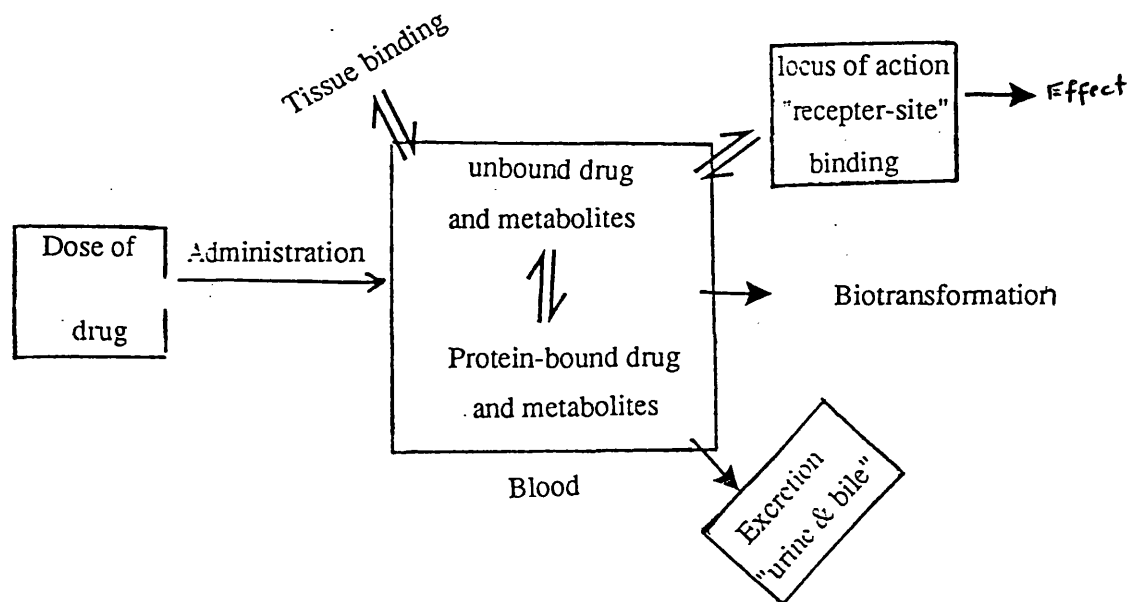 Tissue binding
locus of action
"recepter-site"
binding
Effect
unbound drug
and metabolites
Dose of
drug
Administration
Biotransformation
Protein-bound drug
and metabolites
Blood
Excretion
"urine & bile"